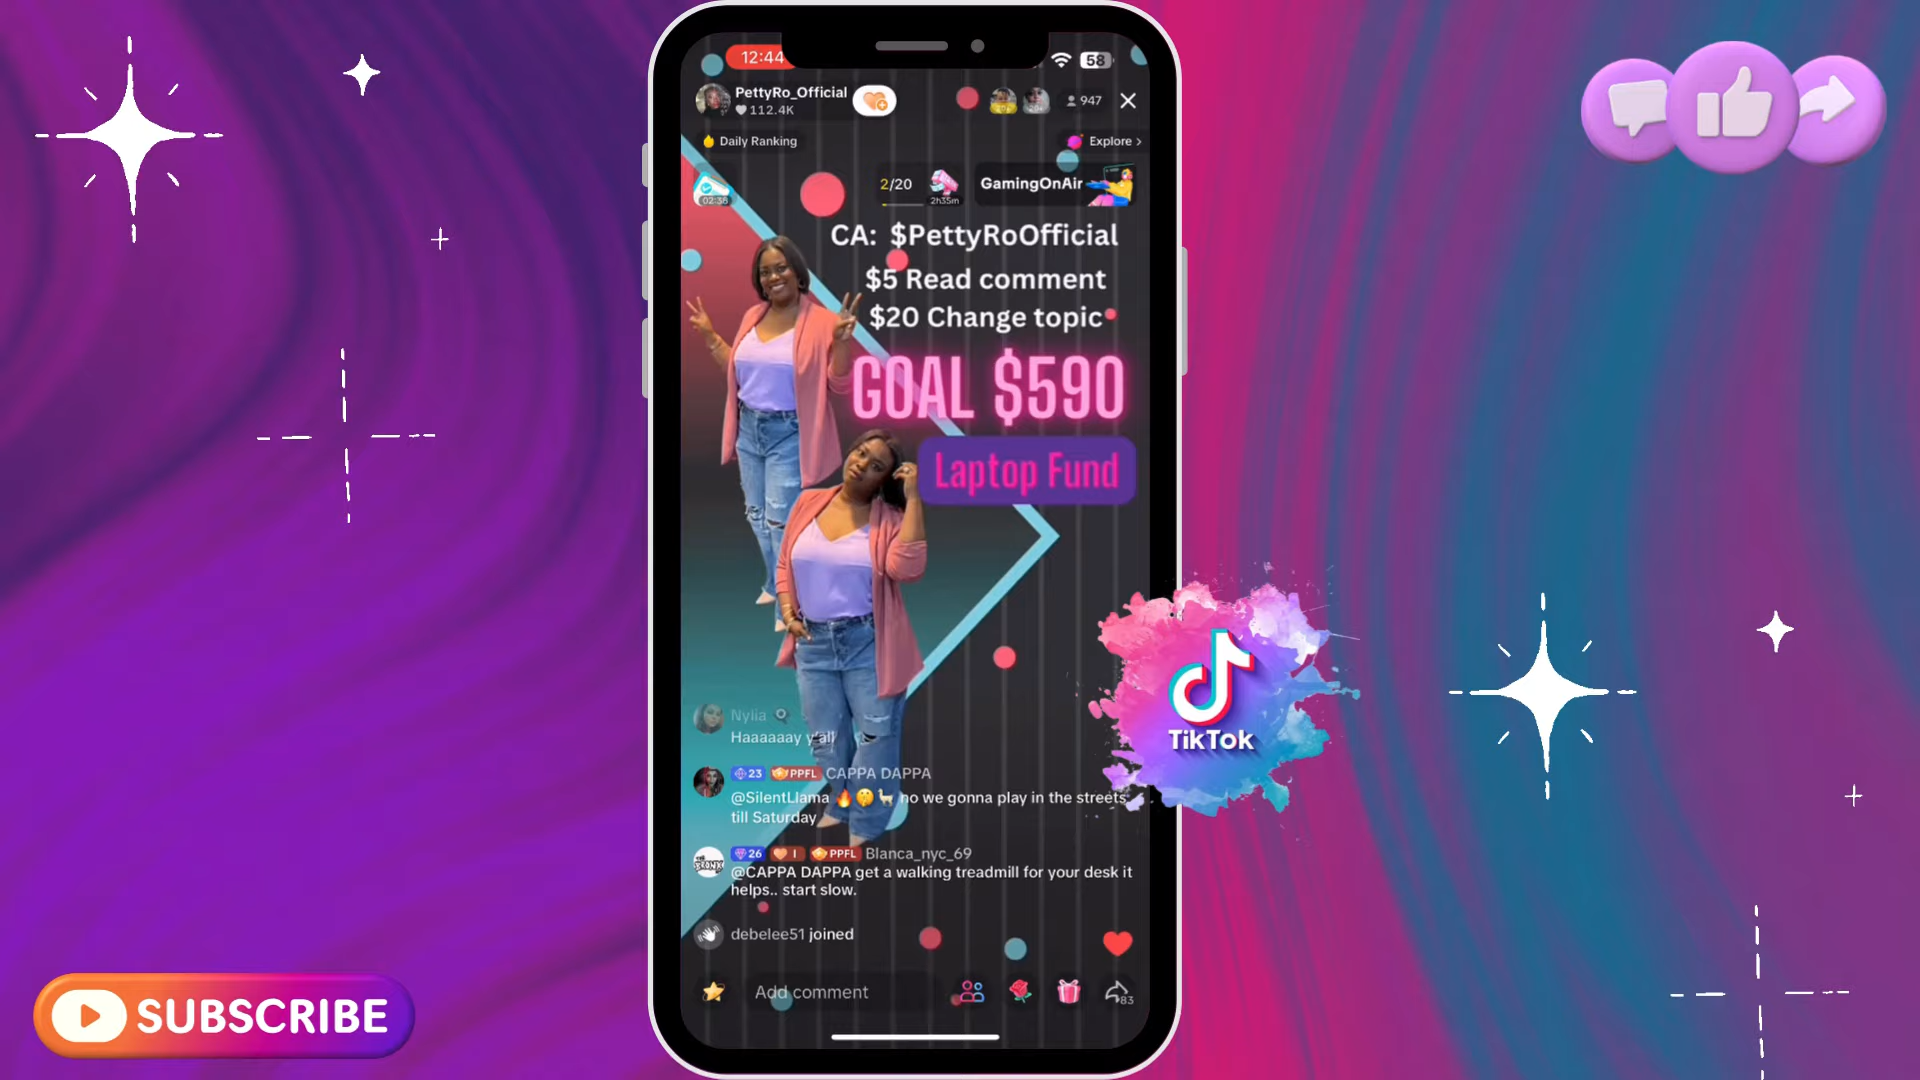 12:44
58
PettyRo_Official
112.4K
947
Daily Ranking
Explore >
02:36
2/20
2h35m
GamingOnAir
CA: $PettyRoOfficial
$5 Read comment
$20 Change topic
GOAL $590
Laptop Fund
TikTok
Nylia
Haaaaaay y'all
23 PPFL CAPPA DAPPA
@SilentLlama 🔥🤫🦙 no we gonna play in the streets
till Saturday
26 I PPFL Blanca_nyc_69
@CAPPA DAPPA get a walking treadmill for your desk it
helps.. start slow.
debelee51 joined
Add comment
83
SUBSCRIBE